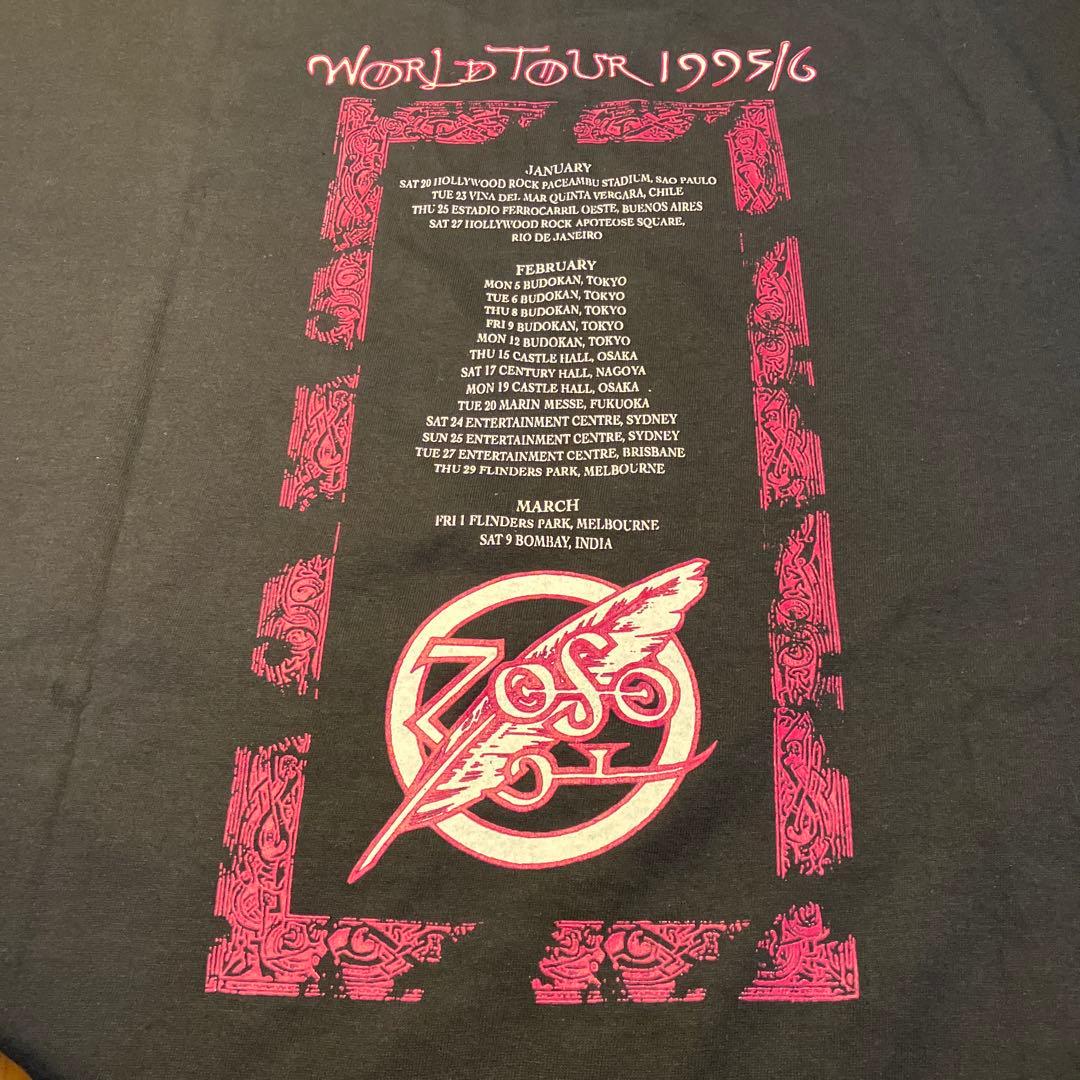 WORLD TOUR 1995/6
JANUARY
SAT 20 HOLLYWOOD ROCK PACEAMBU STADIUM, SAO PAULO
TUE 23 VINA DEL MAR QUINTA VERGARA, CHILE
THU 25 ESTADIO FERROCARRIL OESTE, BUENOS AIRES
SAT 27 HOLLYWOOD ROCK APOTEOSE SQUARE,
RIO DE JANEIRO
FEBRUARY
MON 5 BUDOKAN, TOKYO
TUE 6 BUDOKAN, TOKYO
THU 8 BUDOKAN, TOKYO
FRI 9 BUDOKAN, TOKYO
MON 12 BUDOKAN, TOKYO
THU 15 CASTLE HALL, OSAKA
SAT 17 CENTURY HALL, NAGOYA
MON 19 CASTLE HALL, OSAKA .
TUE 20 MARIN MESSE, FUKUOKA
SAT 24 ENTERTAINMENT CENTRE, SYDNEY
SUN 25 ENTERTAINMENT CENTRE, SYDNEY
TUE 27 ENTERTAINMENT CENTRE, BRISBANE
THU 29 FLINDERS PARK, MELBOURNE
MARCH
FRI 1 FLINDERS PARK, MELBOURNE
SAT 9 BOMBAY, INDIA
ZOSO